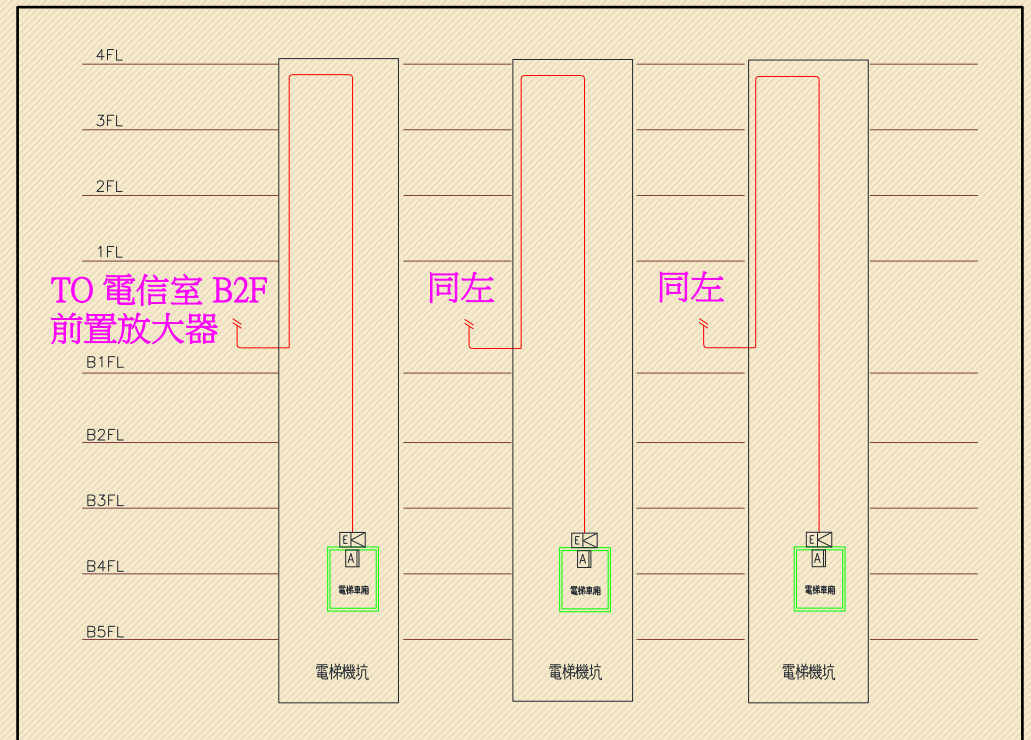 4FL
3FL
2FL
1FL
TO 電信室 B2F
前置放大器
同左
同左
B1FL
B2FL
B3FL
E
E
E
A
A
A
B4FL
電梯車廂
電梯車廂
電梯車廂
B5FL
電梯機坑
電梯機坑
電梯機坑